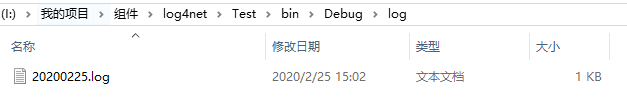 (I:) › 我的项目 › 组件 › log4net › Test › bin › Debug › log
名称 修改日期 类型 大小
20200225.log 2020/2/25 15:02 文本文档 1 KB